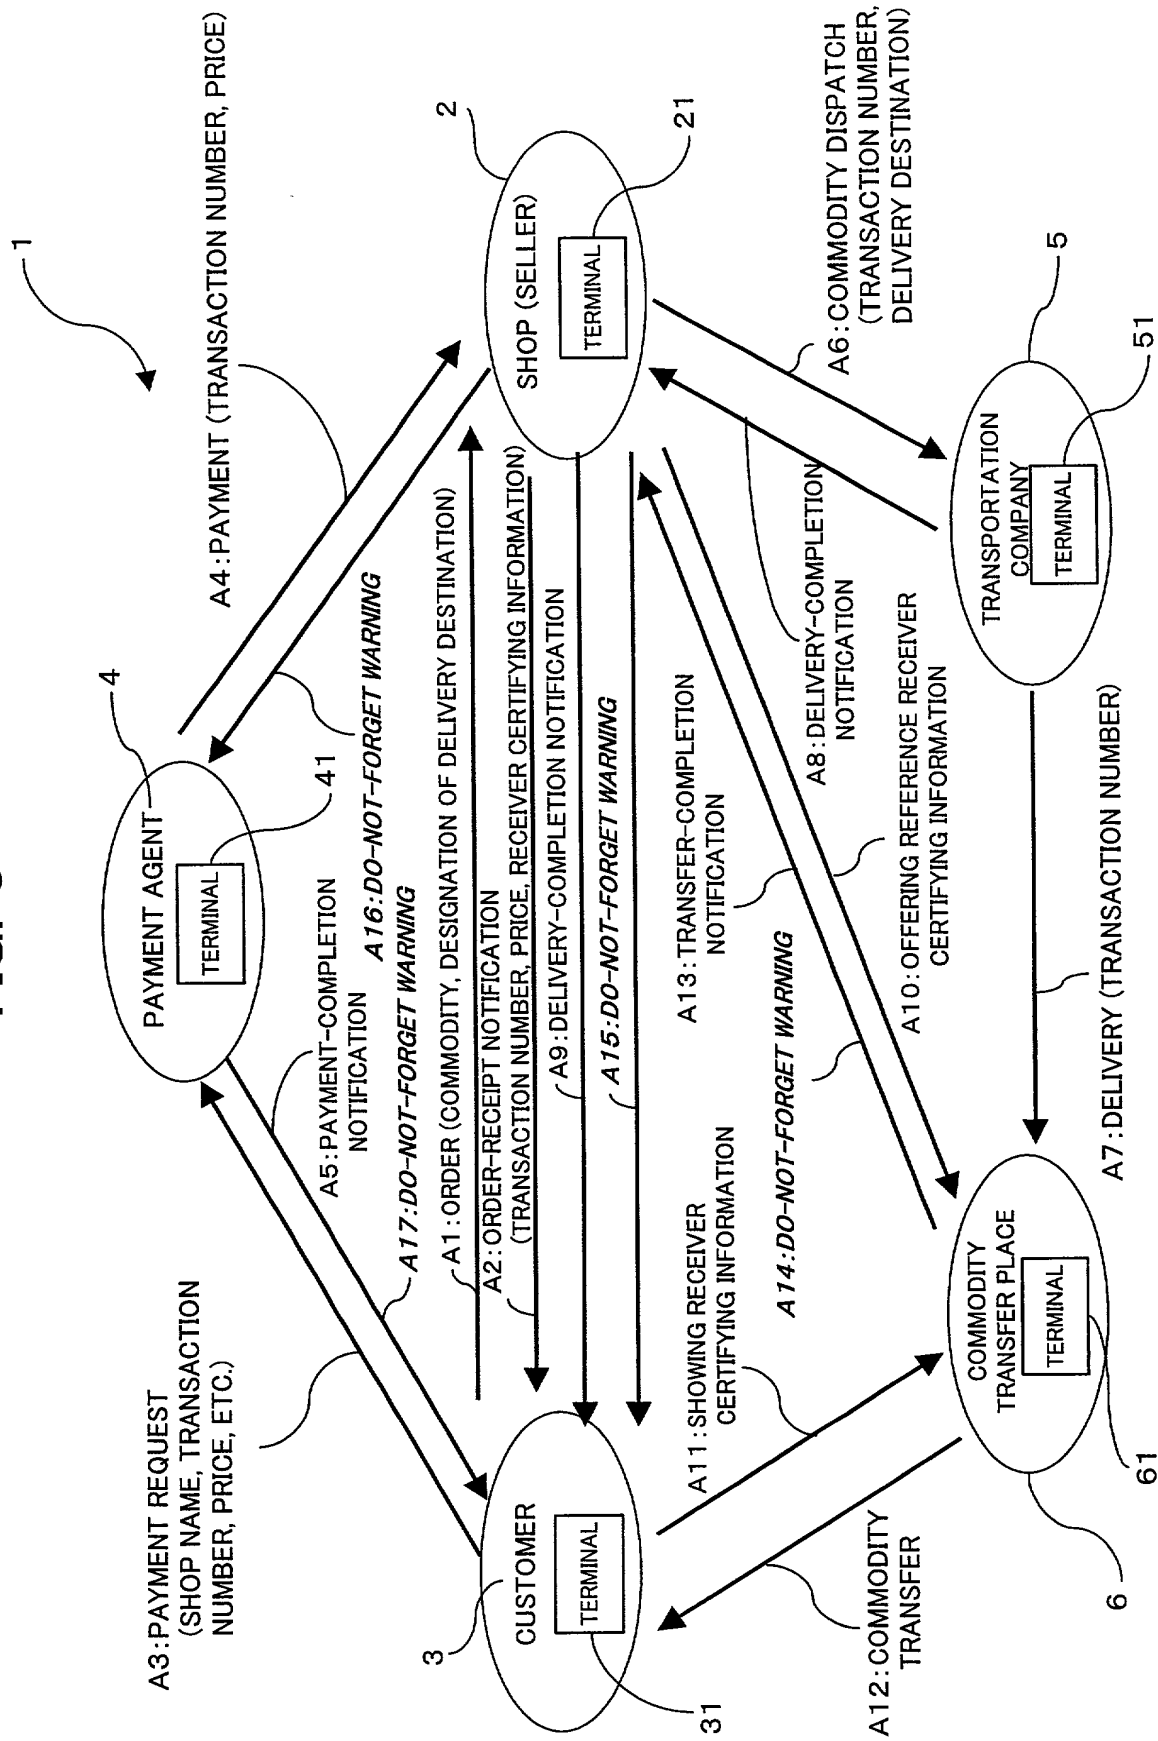 1
A4:PAYMENT (TRANSACTION NUMBER, PRICE)
4
PAYMENT AGENT
TERMINAL
41
A3:PAYMENT REQUEST
(SHOP NAME, TRANSACTION
NUMBER, PRICE, ETC.)
A5:PAYMENT-COMPLETION
NOTIFICATION
A16:DO-NOT-FORGET WARNING
A17:DO-NOT-FORGET WARNING
A1:ORDER (COMMODITY, DESIGNATION OF DELIVERY DESTINATION)
A2:ORDER-RECEIPT NOTIFICATION
(TRANSACTION NUMBER, PRICE, RECEIVER CERTIFYING INFORMATION)
A9:DELIVERY-COMPLETION NOTIFICATION
A15:DO-NOT-FORGET WARNING
2
SHOP (SELLER)
TERMINAL
21
3
CUSTOMER
TERMINAL
31
A13:TRANSFER-COMPLETION
NOTIFICATION
A14:DO-NOT-FORGET WARNING
A11:SHOWING RECEIVER
CERTIFYING INFORMATION
A8:DELIVERY-COMPLETION
NOTIFICATION
A10:OFFERING REFERENCE RECEIVER
CERTIFYING INFORMATION
A6:COMMODITY DISPATCH
(TRANSACTION NUMBER,
DELIVERY DESTINATION)
A12:COMMODITY
TRANSFER
COMMODITY
TRANSFER PLACE
TERMINAL
6
61
TRANSPORTATION
COMPANY
TERMINAL
5
51
A7:DELIVERY (TRANSACTION NUMBER)